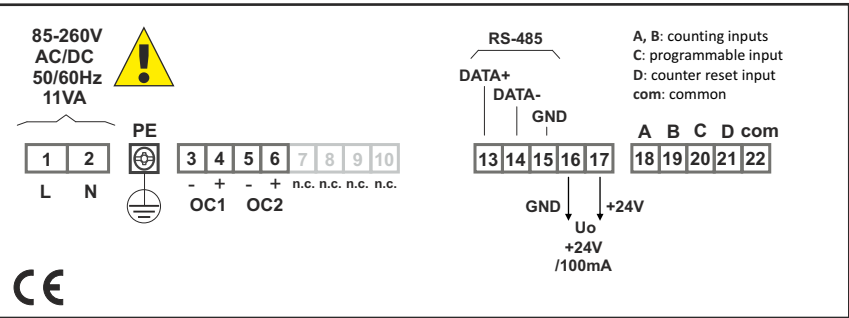 85-260V
AC/DC
50/60Hz
11VA
PE
1 2
L N
3 4 5 6 7 8 9 10
- + - + n.c. n.c. n.c. n.c.
OC1 OC2
RS-485
DATA+
DATA-
GND
13 14 15 16 17
GND +24V
Uo
+24V
/100mA
A, B: counting inputs
C: programmable input
D: counter reset input
com: common
A B C D com
18 19 20 21 22
CE